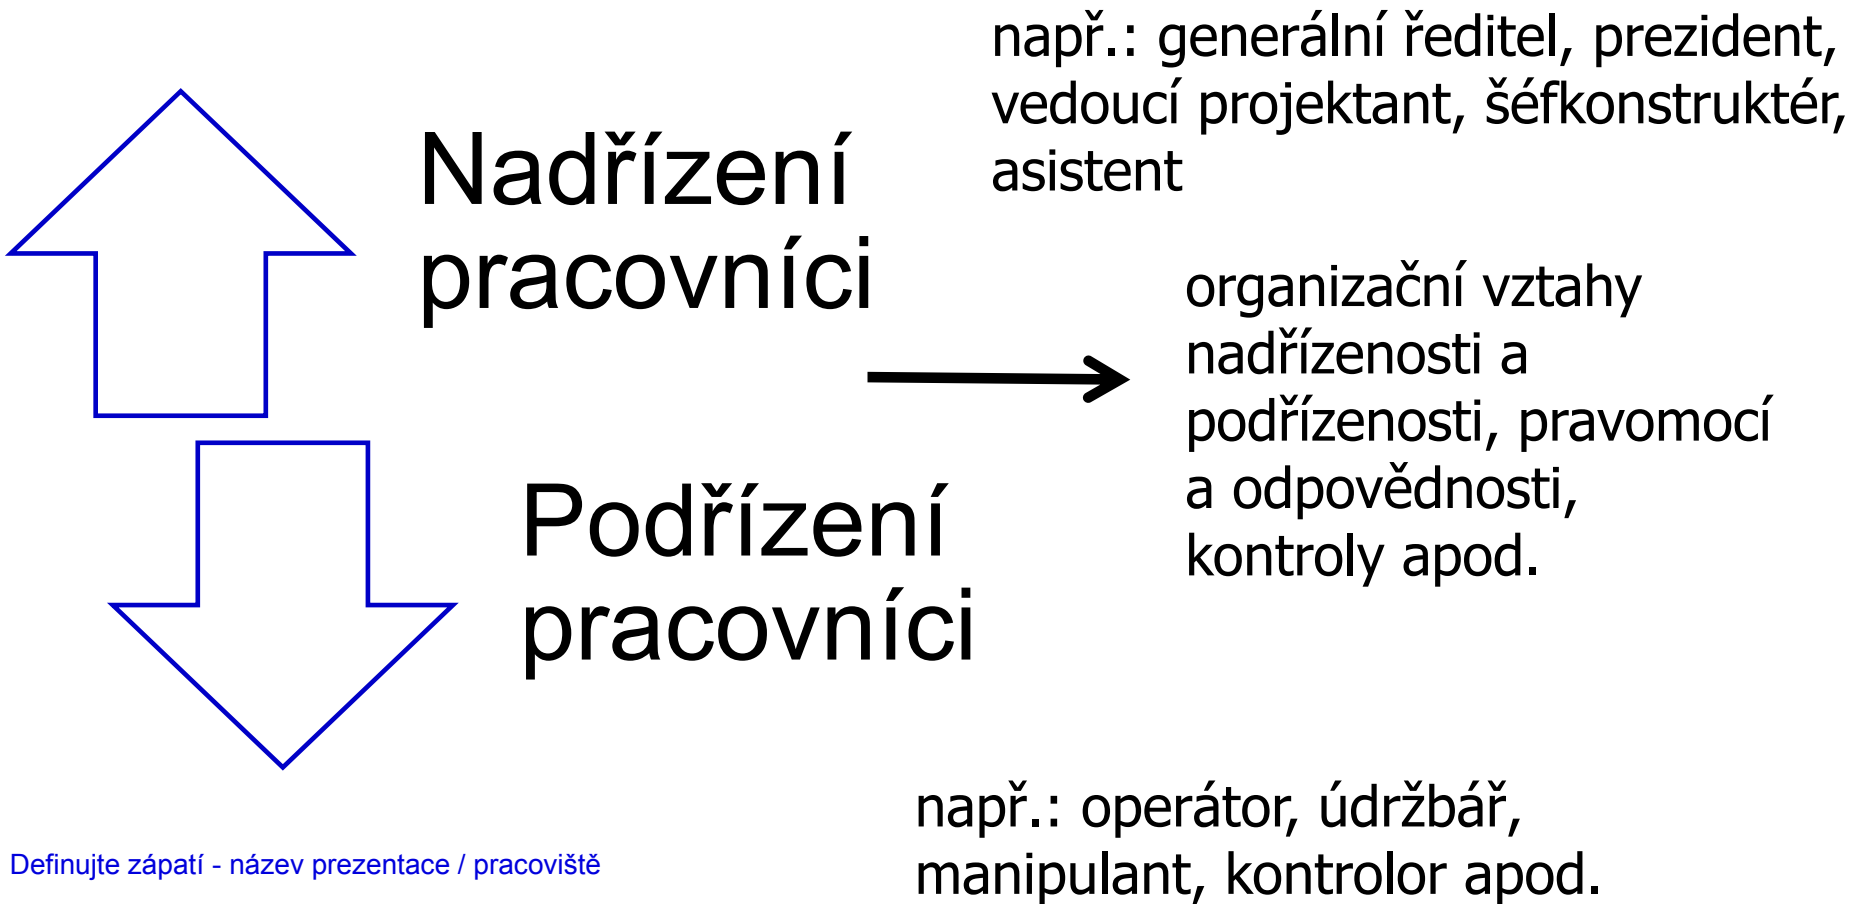 např.: generální ředitel, prezident,
vedoucí projektant, šéfkonstruktér,
asistent
Nadřízení
pracovníci
organizační vztahy
nadřízenosti a
podřízenosti, pravomocí
a odpovědnosti,
kontroly apod.
Podřízení
pracovníci
např.: operátor, údržbář,
manipulant, kontrolor apod.
Definujte zápatí - název prezentace / pracoviště